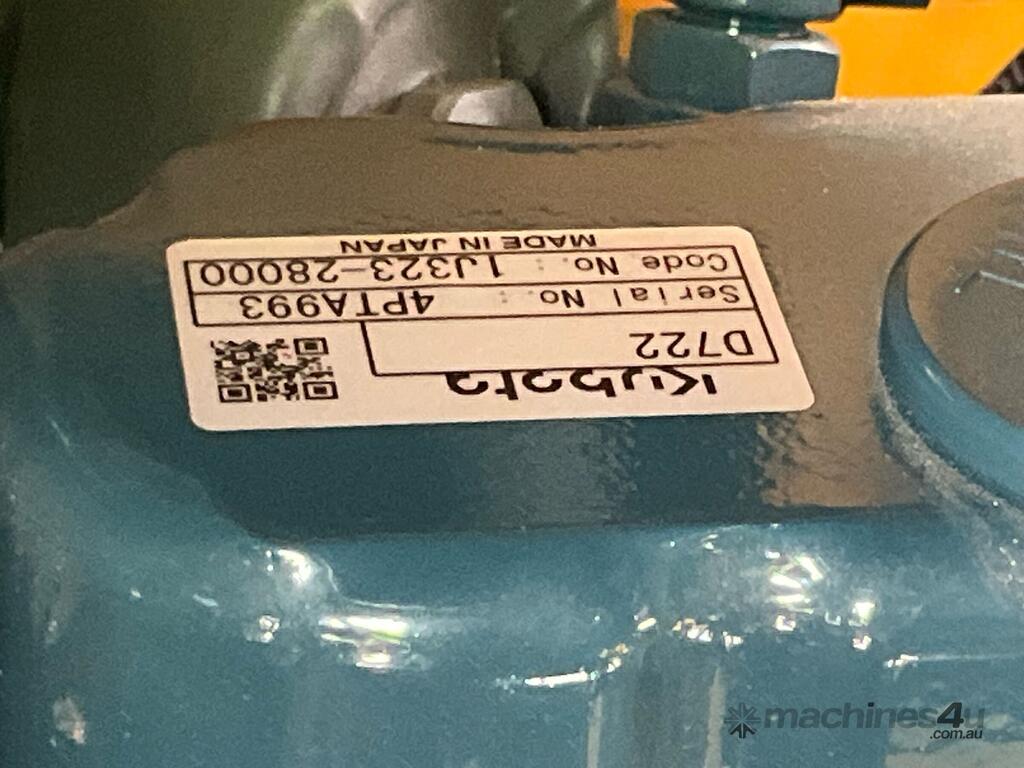 Kubota
D722
Serial No. : 4PTA993
Code No. : 1J323-28000
MADE IN JAPAN
machines4u
.com.au